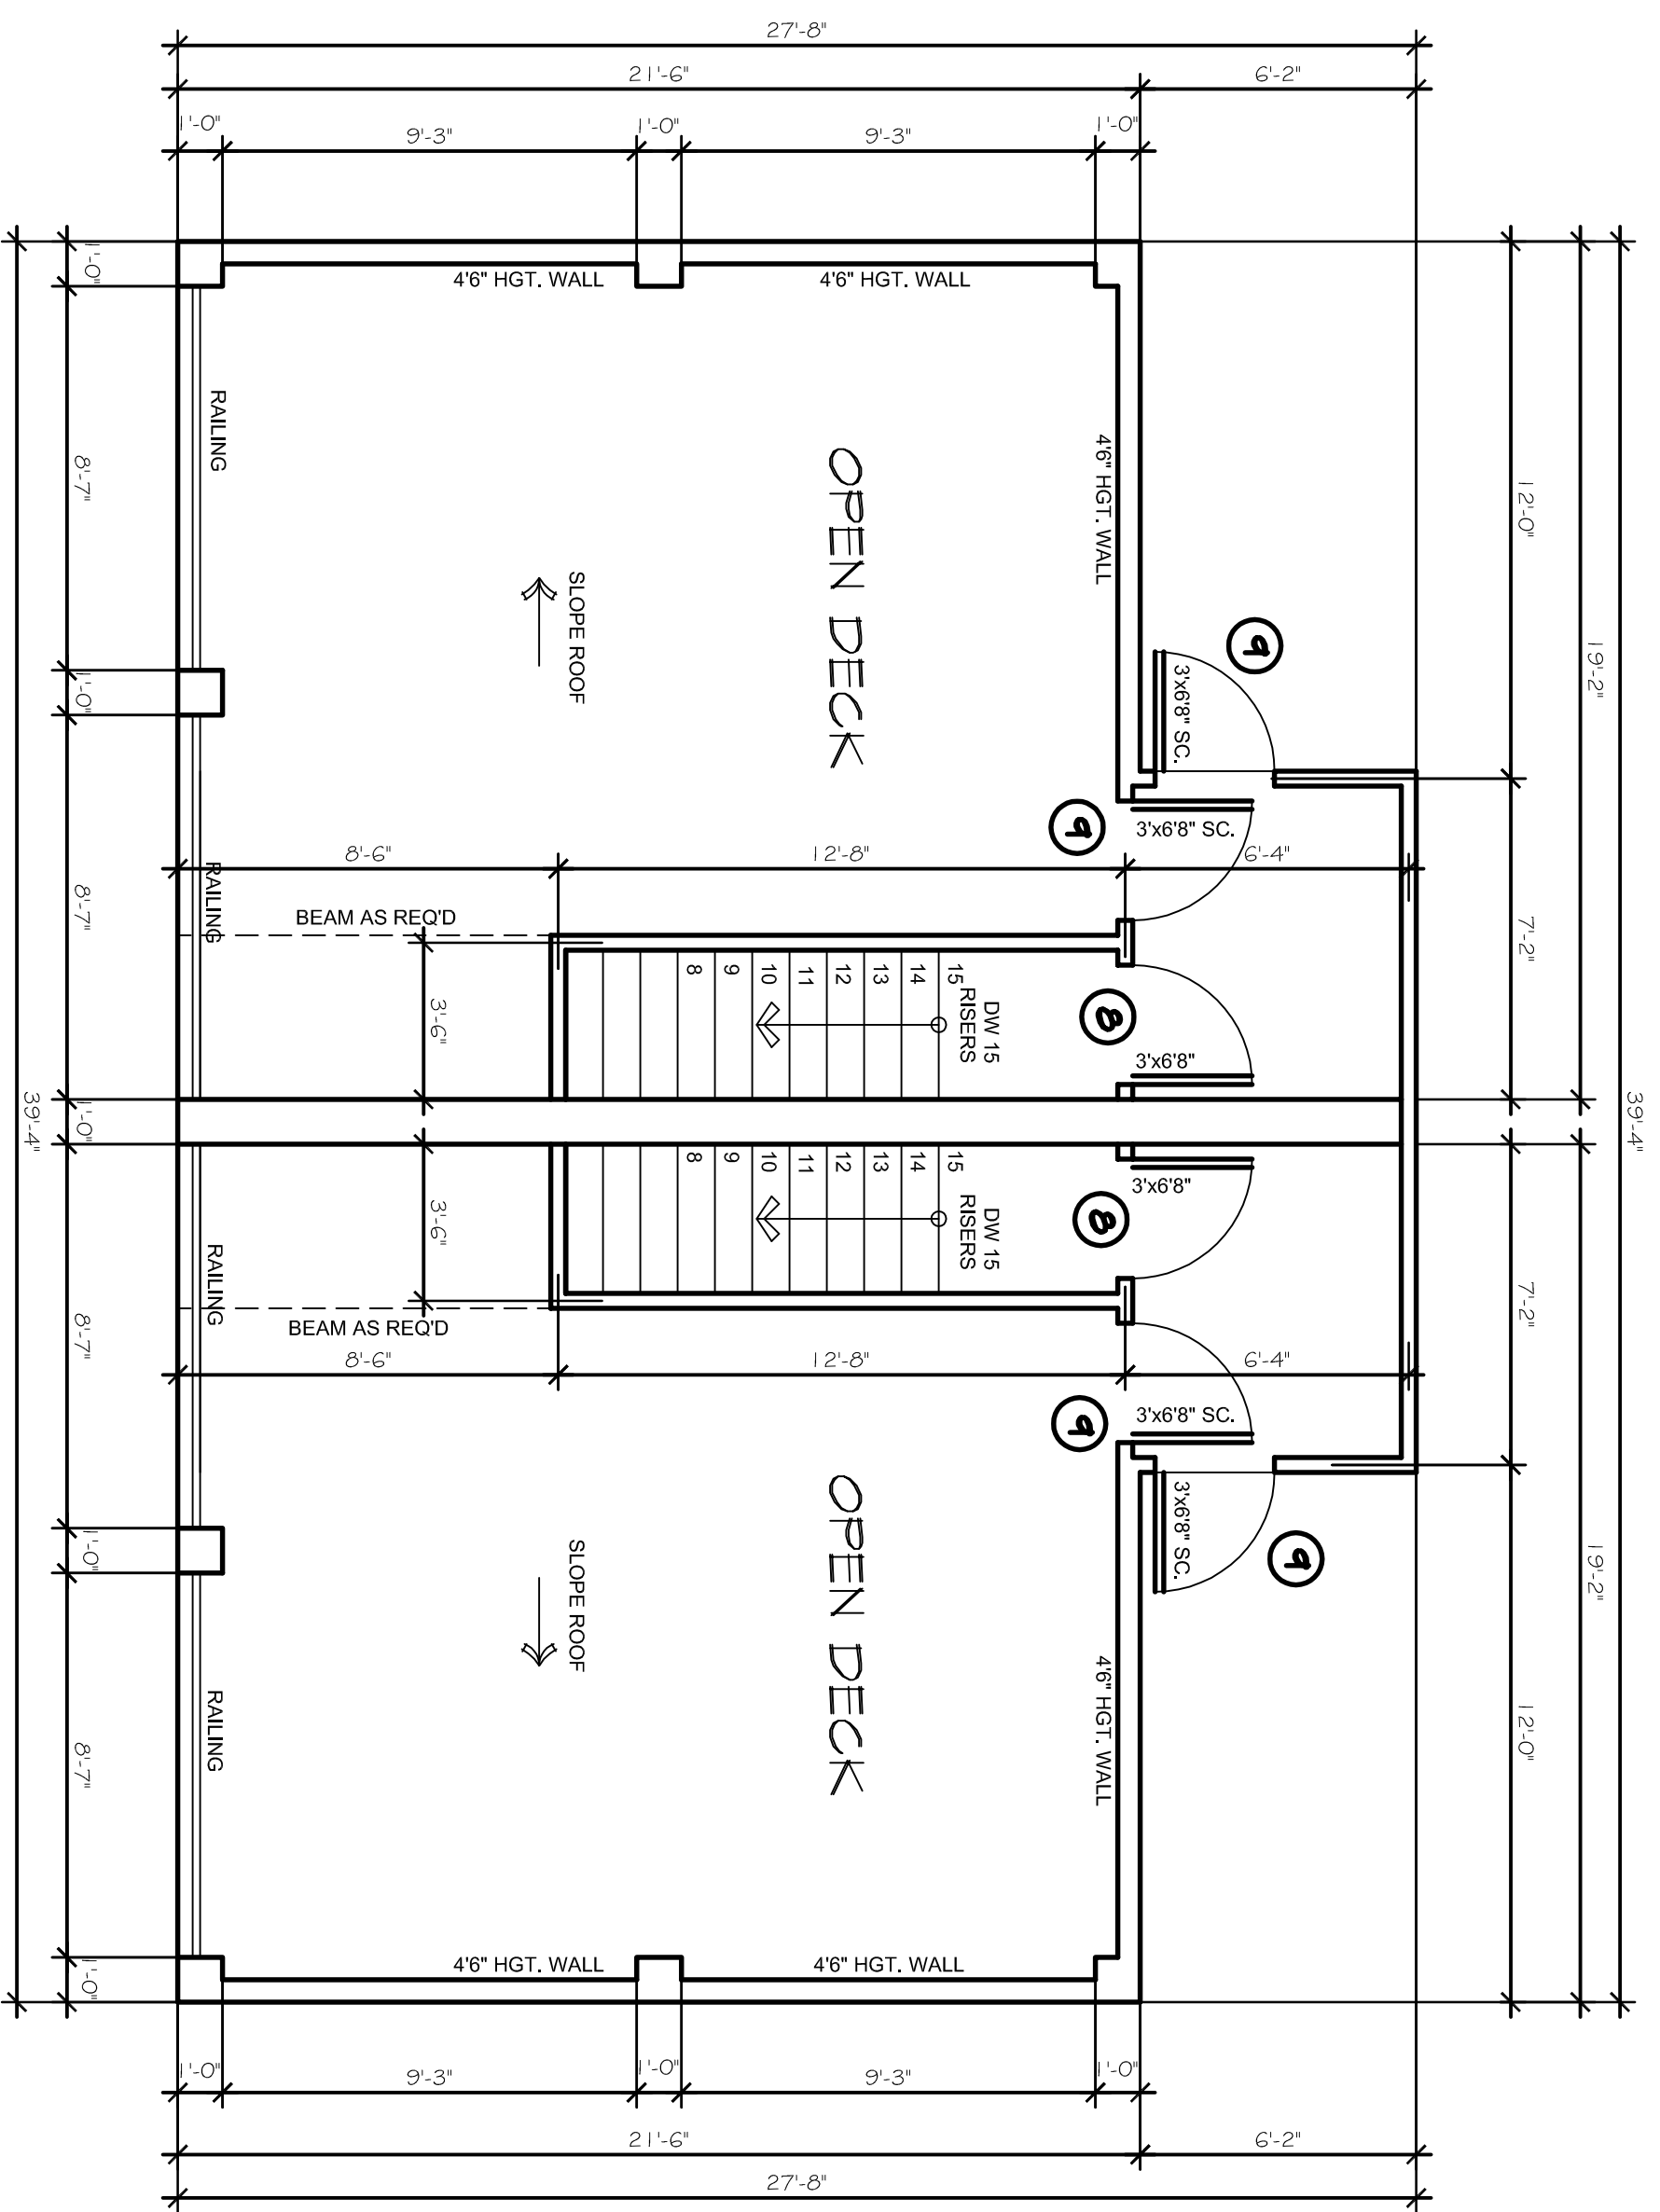 27'-8"
21'-6"
6'-2"
1'-0"
9'-3"
1'-0"
9'-3"
1'-0"
4'6" HGT. WALL
4'6" HGT. WALL
1'-0"
8'-7"
1'-0"
8'-7"
1'-0"
8'-7"
1'-0"
8'-7"
1'-0"
39'-4"
RAILING
RAILING
RAILING
RAILING
OPEN DECK
SLOPE ROOF
4'6" HGT. WALL
12'-0"
19'-2"
39'-4"
7'-2"
9
3'x6'8" SC.
9
3'x6'8" SC.
8'-6"
12'-8"
6'-4"
BEAM AS REQ'D
3'-6"
8
9
10
11
12
13
14
15
DW 15
RISERS
8
3'x6'8"
3'-6"
8
9
10
11
12
13
14
15
DW 15
RISERS
3'x6'8"
8
BEAM AS REQ'D
8'-6"
12'-8"
6'-4"
7'-2"
9
3'x6'8" SC.
3'x6'8" SC.
9
OPEN DECK
SLOPE ROOF
4'6" HGT. WALL
19'-2"
12'-0"
4'6" HGT. WALL
4'6" HGT. WALL
1'-0"
9'-3"
1'-0"
9'-3"
1'-0"
21'-6"
6'-2"
27'-8"